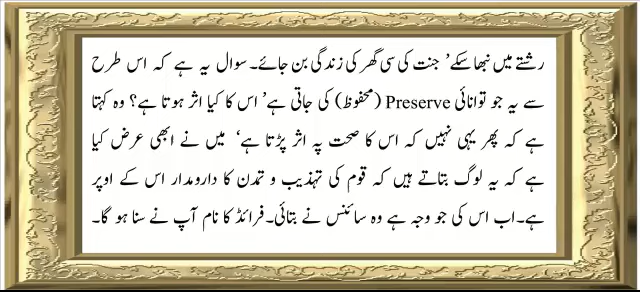 رشتے میں نبھا سکے‘ جنت کی سی گھر کی زندگی بن جائے۔ سوال یہ ہے کہ اس طرح
سے یہ جو توانائی Preserve (محفوظ) کی جاتی ہے‘ اس کا کیا اثر ہوتا ہے؟ وہ کہتا
ہے کہ پھر یہی نہیں کہ اس کا صحت پہ اثر پڑتا ہے‘ میں نے ابھی عرض کیا
ہے کہ یہ لوگ بتاتے ہیں کہ قوم کی تہذیب و تمدن کا دارومدار اس کے اوپر
ہے۔اب اس کی جو وجہ ہے وہ سائنس نے بتائی۔فرائڈ کا نام آپ نے سنا ہو گا۔